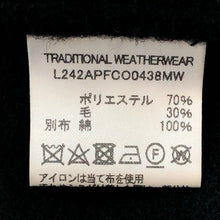 TRADITIONAL WEATHERWEAR
L242APFCO0438MW
ポリエステル 70%
毛 30%
別布 綿 100%
アイロンは当て布を使用